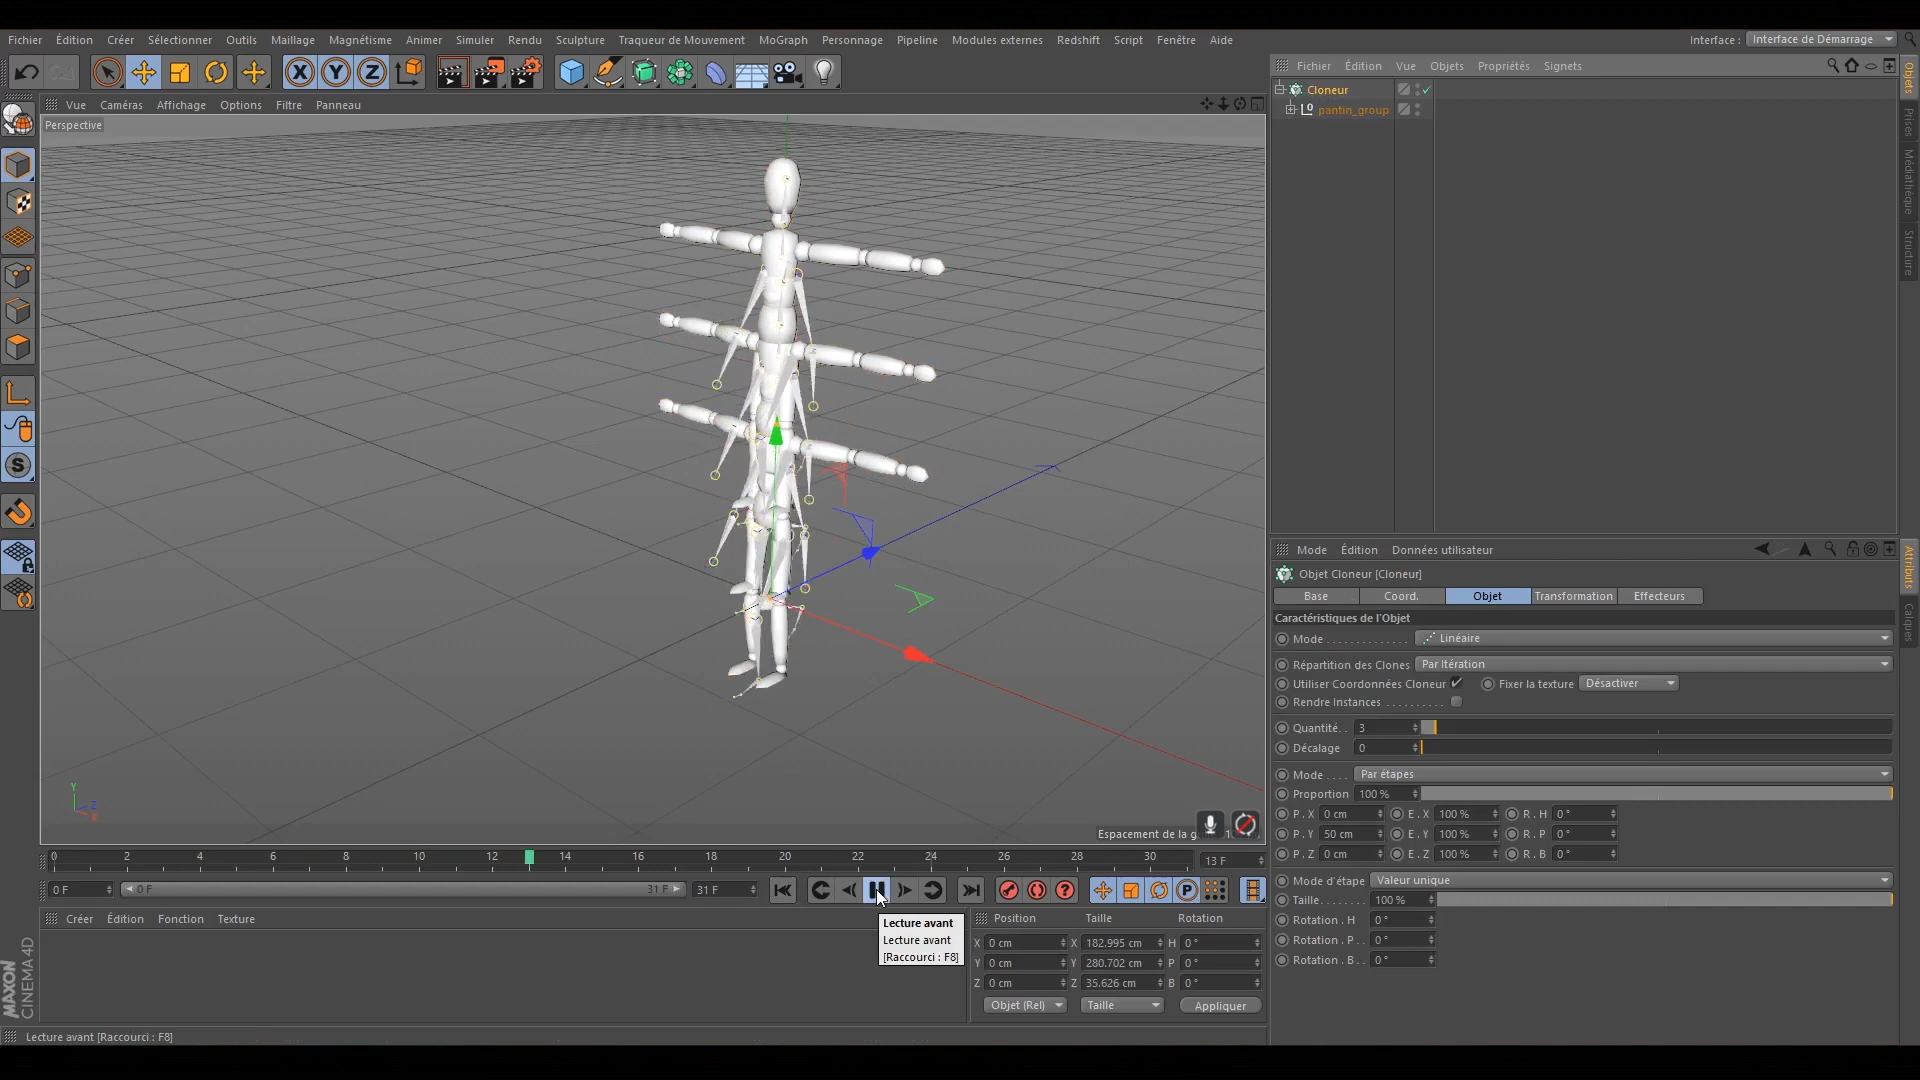 Fichier Édition Créer Sélectionner Outils Maillage Magnétisme Animer Simuler Rendu Sculpture Traqueur de Mouvement MoGraph Personnage Pipeline Modules externes Redshift Script Fenêtre Aide Interface : Interface de Démarrage
Fichier Édition Vue Objets Propriétés Signets
Cloneur
pantin_group
Objets
Prises
Médiathèque
Structure
Vue Caméras Affichage Options Filtre Panneau
Perspective
Y
Z
X
0 2 4 6 8 10 12 14 16 18 20 22 24 26 28 30 13 F
0 F 0 F 31 F 31 F
Lecture avant
Lecture avant
[Raccourci : F8]
Créer Édition Fonction Texture
Position Taille Rotation
X 0 cm X 182.995 cm H 0 °
Y 0 cm Y 280.702 cm P 0 °
Z 0 cm Z 35.626 cm B 0 °
Objet (Rel) Taille Appliquer
Lecture avant [Raccourci : F8]
MAXON
CINEMA 4D
Mode Édition Données utilisateur
Objet Cloneur [Cloneur]
Base Coord. Objet Transformation Effecteurs
Caractéristiques de l'Objet
Mode Linéaire
Répartition des Clones Par Itération
Utiliser Coordonnées Cloneur Fixer la texture Désactiver
Rendre Instances
Quantité 3
Décalage 0
Mode Par étapes
Proportion 100 %
P . X 0 cm E . X 100 % R . H 0 °
P . Y 50 cm E . Y 100 % R . P 0 °
P . Z 0 cm E . Z 100 % R . B 0 °
Mode d'étape Valeur unique
Taille 100 %
Rotation . H 0 °
Rotation . P 0 °
Rotation . B 0 °
Attributs
Calques